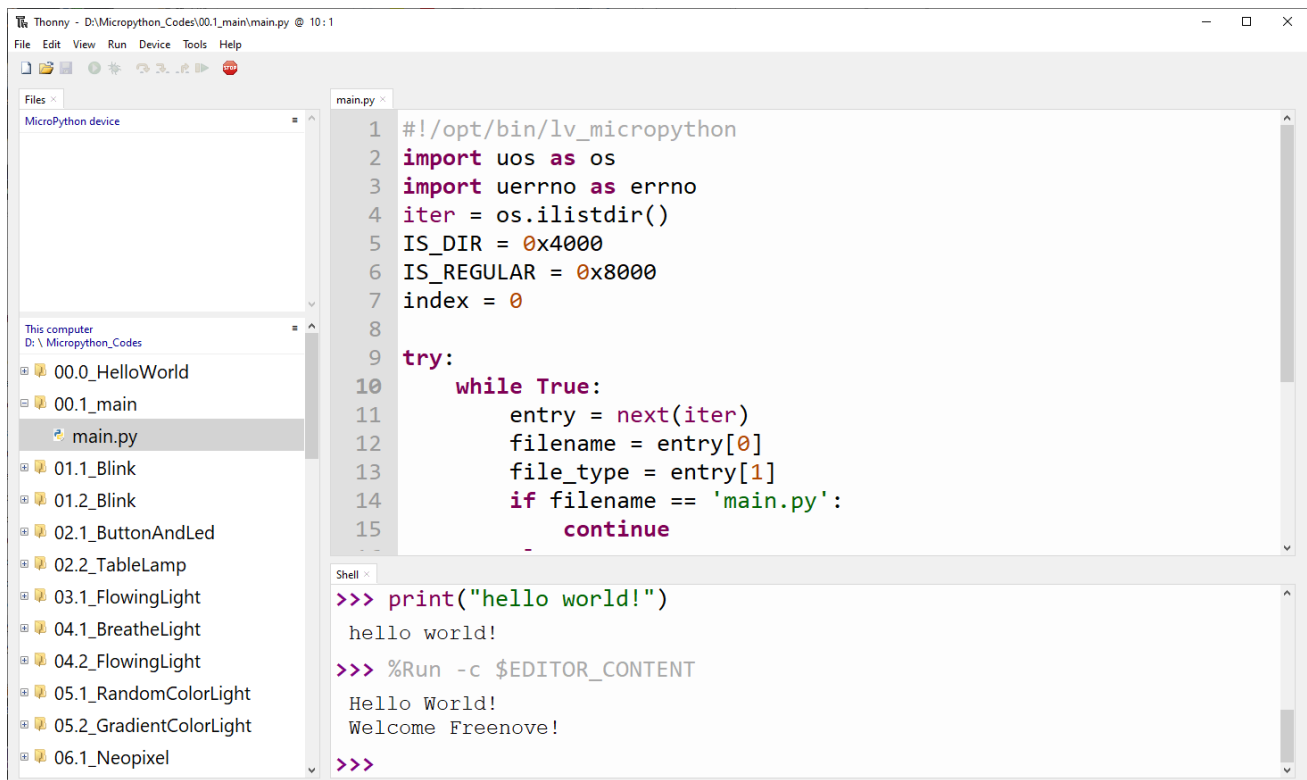 Thonny - D:\Micropython_Codes\00.1_main\main.py @ 10:1
File Edit View Run Device Tools Help
STOP
Files
MicroPython device
This computer
D: \ Micropython_Codes
00.0_HelloWorld
00.1_main
main.py
01.1_Blink
01.2_Blink
02.1_ButtonAndLed
02.2_TableLamp
03.1_FlowingLight
04.1_BreatheLight
04.2_FlowingLight
05.1_RandomColorLight
05.2_GradientColorLight
06.1_Neopixel
main.py
1 #!/opt/bin/lv_micropython
2 import uos as os
3 import uerrno as errno
4 iter = os.ilistdir()
5 IS_DIR = 0x4000
6 IS_REGULAR = 0x8000
7 index = 0
8
9 try:
10     while True:
11         entry = next(iter)
12         filename = entry[0]
13         file_type = entry[1]
14         if filename == 'main.py':
15             continue
Shell
>>> print("hello world!")
hello world!
>>> %Run -c $EDITOR_CONTENT
Hello World!
Welcome Freenove!
>>>